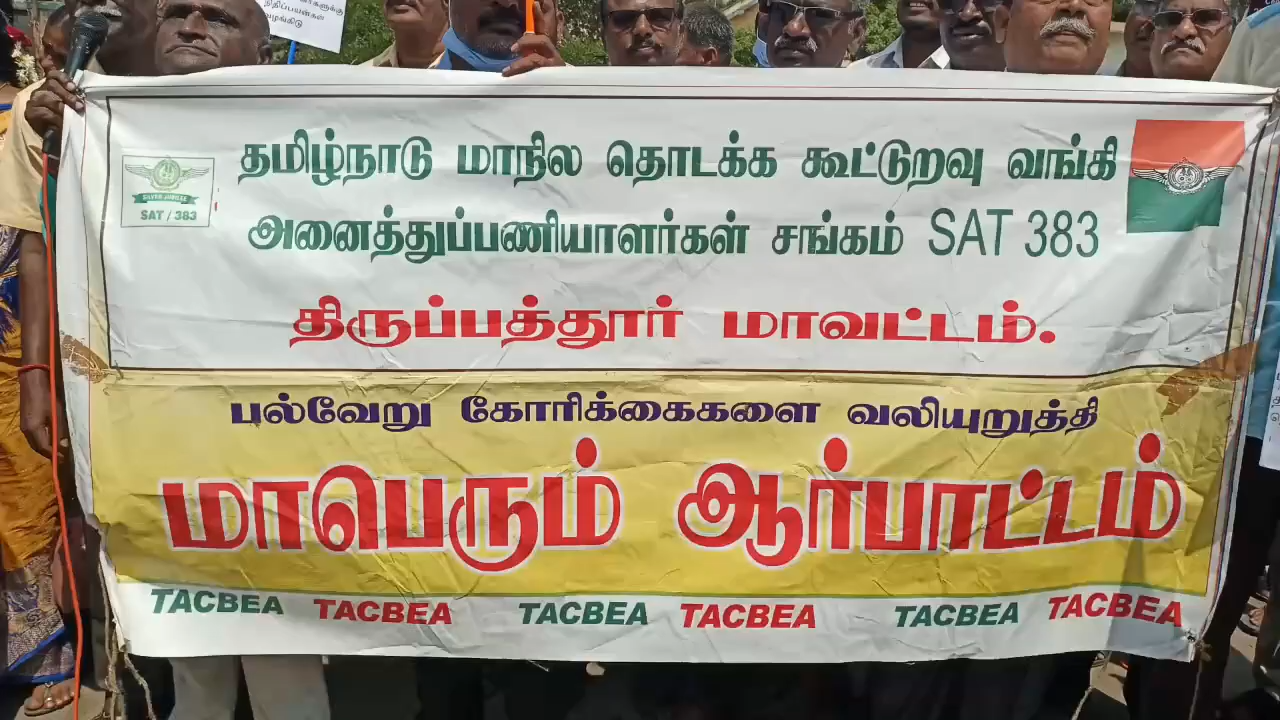 தமிழ்நாடு மாநில தொடக்க கூட்டுறவு வங்கி
SILVER JUBILEE
SAT / 383
அனைத்துப்பணியாளர்கள் சங்கம் SAT 383
திருப்பத்தூர் மாவட்டம்.
பல்வேறு கோரிக்கைகளை வலியுறுத்தி
மாபெரும் ஆர்பாட்டம்
TACBEA TACBEA TACBEA TACBEA TACBEA TACBEA